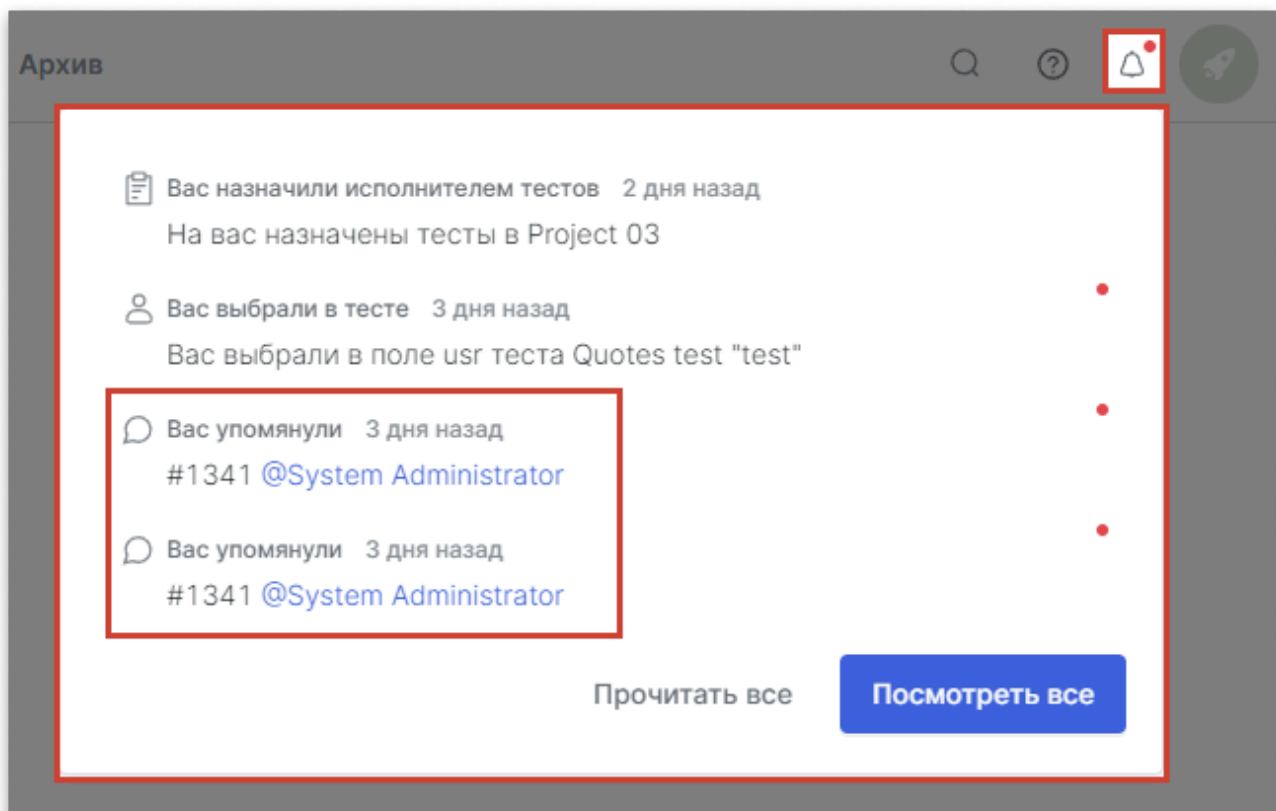 Архив
Вас назначили исполнителем тестов 2 дня назад
На вас назначены тесты в Project 03
Вас выбрали в тесте 3 дня назад
Вас выбрали в поле usr теста Quotes test "test"
Вас упомянули 3 дня назад
#1341 @System Administrator
Вас упомянули 3 дня назад
#1341 @System Administrator
Прочитать все Посмотреть все